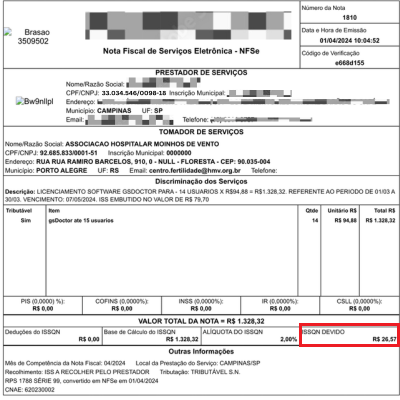 Brasao
3509502
Número da Nota
1810
Data e Hora de Emissão
01/04/2024 10:04:52
Código de Verificação
e668d155
Nota Fiscal de Serviços Eletrônica - NFSe
PRESTADOR DE SERVIÇOS
Bw9nIlpI
Nome/Razão Social:
CPF/CNPJ: 33.034.546/0098-18 Inscrição Municipal:
Endereço:
Município: CAMPINAS UF: SP
Email: Telefone:
TOMADOR DE SERVIÇOS
Nome/Razão Social: ASSOCIACAO HOSPITALAR MOINHOS DE VENTO
CPF/CNPJ: 92.685.833/0001-51 Inscrição Municipal: 0000000
Endereço: RUA RUA RAMIRO BARCELOS, 910, 0 - NULL - FLORESTA - CEP: 90.035-004
Município: PORTO ALEGRE UF: RS Email: centro.fertilidade@hmv.org.br Telefone:
Discriminação dos Serviços
Descrição: LICENCIAMENTO SOFTWARE GSDOCTOR PARA - 14 USUARIOS X R$94,88 = R$1.328,32. REFERENTE AO PERIODO DE 01/03 A
30/03. VENCIMENTO: 07/05/2024. ISS EMBUTIDO NO VALOR DE R$ 79,70
Tributável Item Qtde Unitário R$ Total R$
Sim gsDoctor ate 15 usuarios 14 R$ 94,88 R$ 1.328,32
PIS (0,0000) %): COFINS (0,0000) %): INSS (0,0000) %): IR (0,0000) %): CSLL (0,0000) %):
R$ 0,00 R$ 0,00 R$ 0,00 R$ 0,00 R$ 0,00
VALOR TOTAL DA NOTA = R$ 1.328,32
Deduções do ISSQN Base de Cálculo do ISSQN ALÍQUOTA DO ISSQN ISSQN DEVIDO
R$ 0,00 R$ 1.328,32 2,00% R$ 26,57
Outras Informações
Mês de Competência da Nota Fiscal: 04/2024 Local da Prestação do Serviço: CAMPINAS/SP
Recolhimento: ISS A RECOLHER PELO PRESTADOR Tributação: TRIBUTÁVEL S.N.
RPS 1788 SÉRIE 99, convertido em NFSe em 01/04/2024
CNAE: 620230002